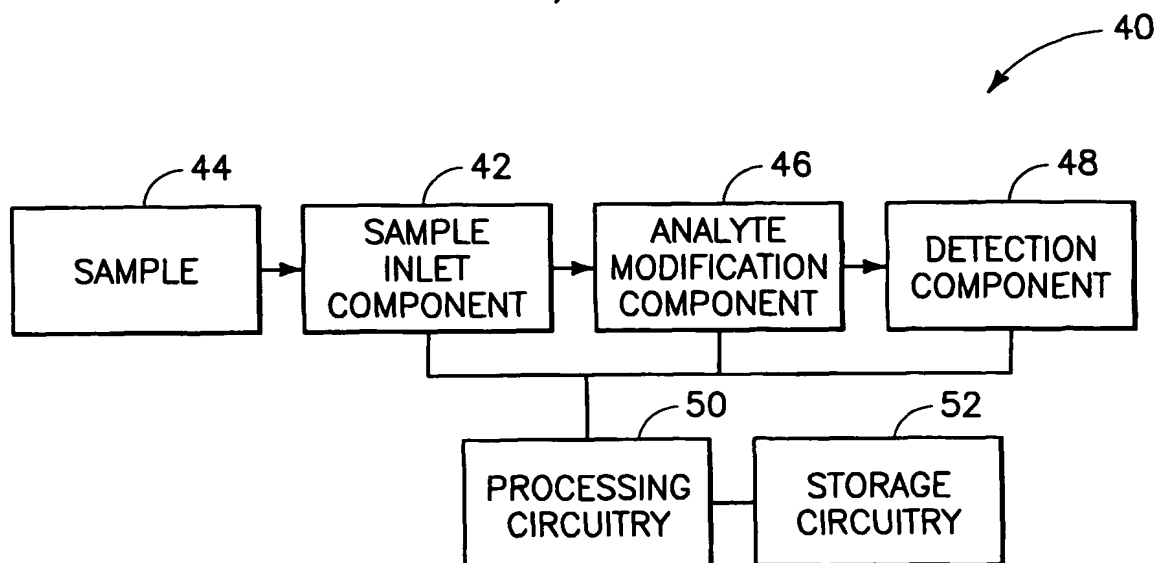 40
44
42
46
48
SAMPLE
SAMPLE
INLET
COMPONENT
ANALYTE
MODIFICATION
COMPONENT
DETECTION
COMPONENT
50
52
PROCESSING
CIRCUITRY
STORAGE
CIRCUITRY